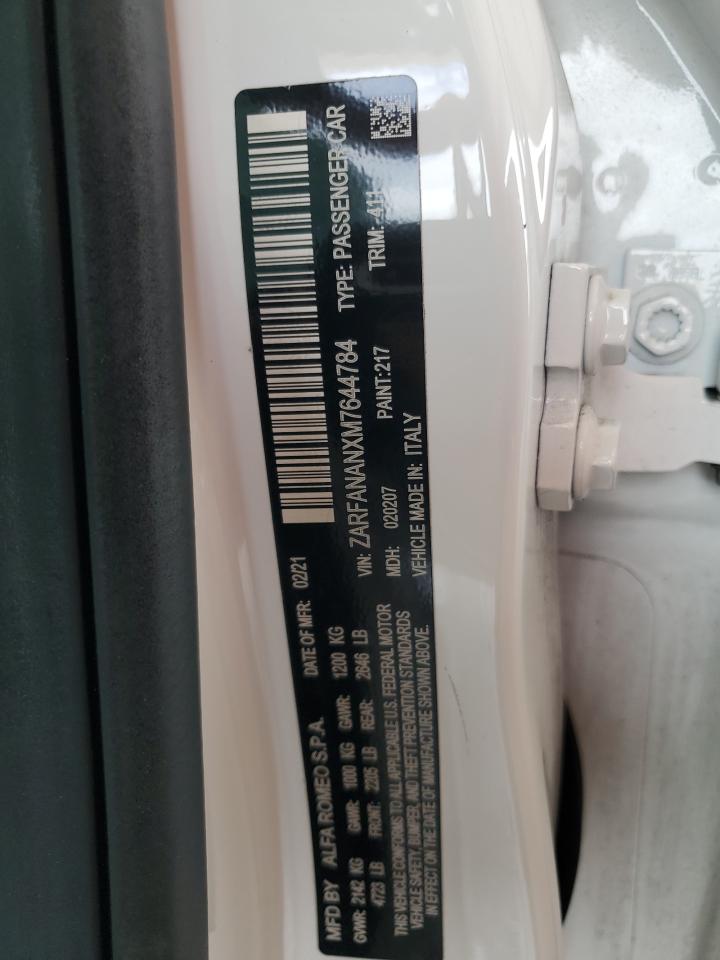 MFD BY ALFA ROMEO S.P.A. DATE OF MFR: 02/21
GVWR: 2142 KG GAWR: 1000 KG GAWR: 1200 KG
4723 LB FRONT: 2205 LB REAR: 2646 LB
THIS VEHICLE CONFORMS TO ALL APPLICABLE U.S. FEDERAL MOTOR
VEHICLE SAFETY, BUMPER, AND THEFT PREVENTION STANDARDS
IN EFFECT ON THE DATE OF MANUFACTURE SHOWN ABOVE.
VIN: ZARFANANXM7644784 TYPE: PASSENGER CAR
MDH: 020207 PAINT:217 TRIM: 411
VEHICLE MADE IN: ITALY